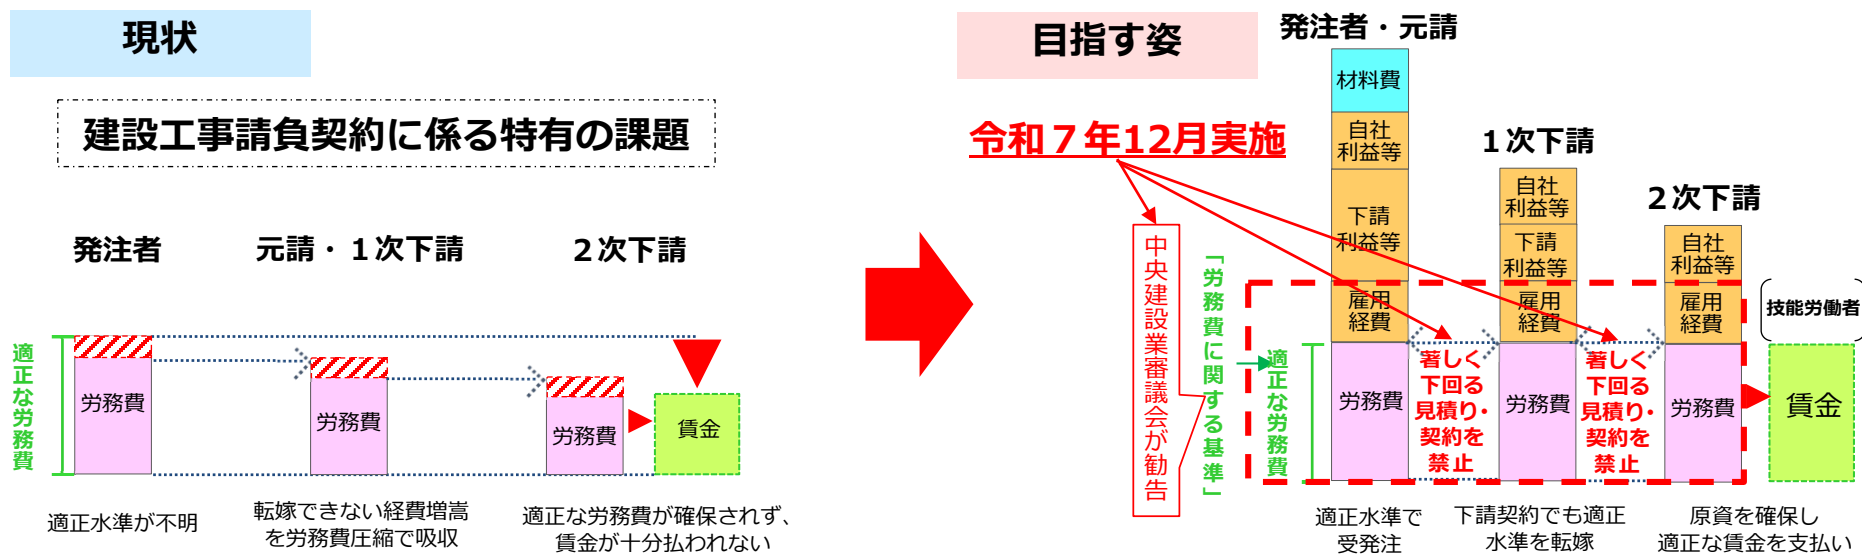 現状
建設工事請負契約に係る特有の課題
発注者
元請・１次下請
２次下請
適正な労務費
労務費
労務費
労務費
賃金
適正水準が不明
転嫁できない経費増嵩
を労務費圧縮で吸収
適正な労務費が確保されず、
賃金が十分払われない
目指す姿
令和７年12月実施
発注者・元請
材料費
自社
利益等
下請
利益等
雇用
経費
労務費
１次下請
自社
利益等
下請
利益等
雇用
経費
労務費
２次下請
自社
利益等
雇用
経費
労務費
中央建設業審議会が勧告
「労務費に関する基準」
適正な労務費
著しく
下回る
見積り・
契約を
禁止
著しく
下回る
見積り・
契約を
禁止
技能労働者
賃金
適正水準で
受発注
下請契約でも適正
水準を転嫁
原資を確保し
適正な賃金を支払い